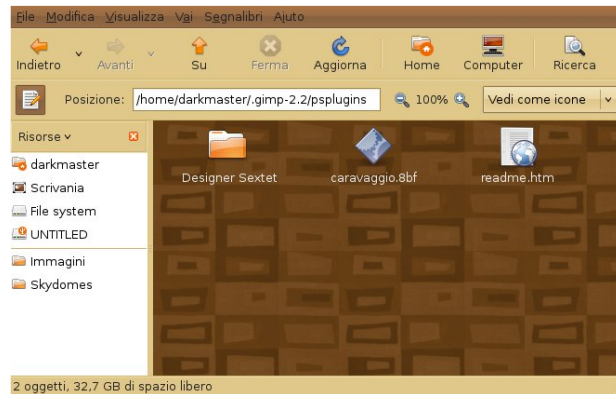 File Modifica Visualizza Vai Segnalibri Aiuto
Indietro Avanti Su Ferma Aggiorna Home Computer Ricerca
Posizione: /home/darkmaster/.gimp-2.2/psplugins 100% Vedi come icone
Risorse
darkmaster
Scrivania
File system
UNTITLED
Immagini
Skydomes
Designer Sextet caravaggio.8bf readme.htm
2 oggetti, 32,7 GB di spazio libero